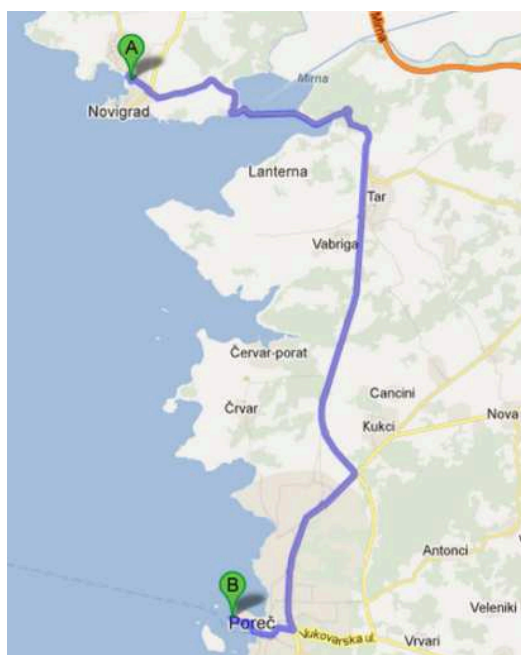 Mirna
A
Mirna
Novigrad
Lanterna
Tar
Vabriga
Červar-porat
Cancini
Črvar
Nova
Kukci
Antonci
B
Veleniki
Poreč
Vukovarska ul.
Vrvari